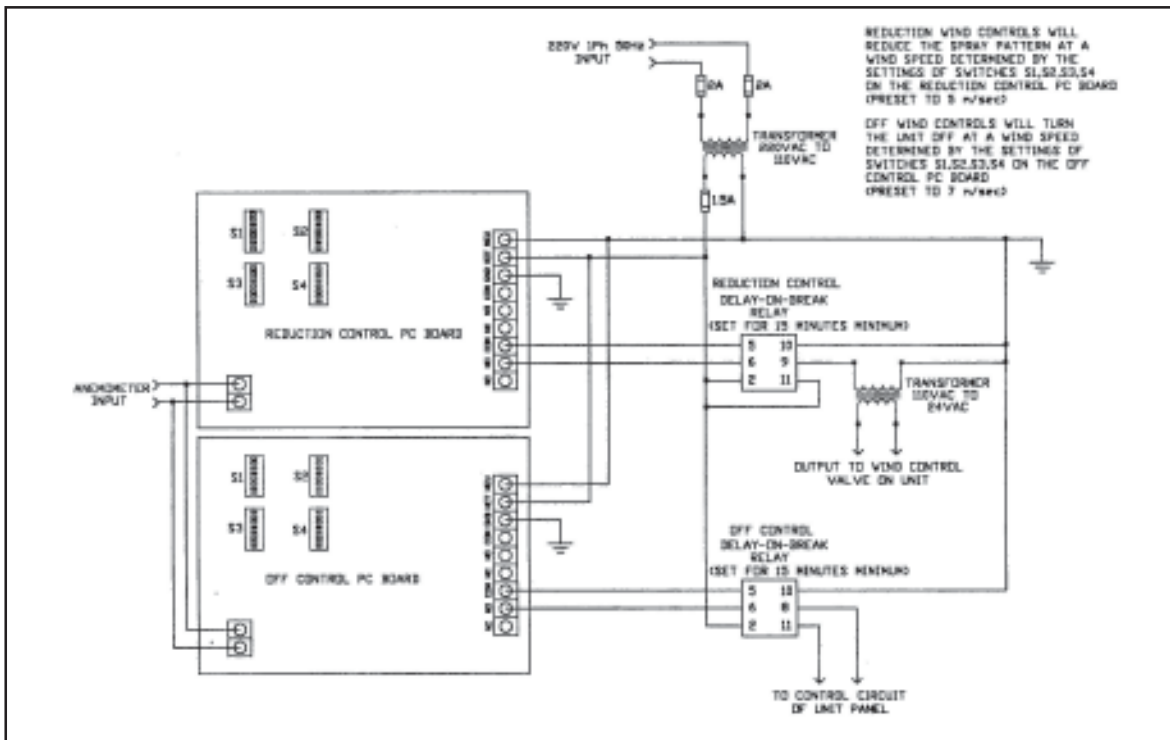 220V 1Ph 50Hz
INPUT
2A
2A
TRANSFORMER
220VAC TO
110VAC
1.5A
REDUCTION WIND CONTROLS WILL
REDUCE THE SPRAY PATTERN AT A
WIND SPEED DETERMINED BY THE
SETTINGS OF SWITCHES S1,S2,S3,S4
ON THE REDUCTION CONTROL PC BOARD
(PRESET TO 5 m/sec)
OFF WIND CONTROLS WILL TURN
THE UNIT OFF AT A WIND SPEED
DETERMINED BY THE SETTINGS OF
SWITCHES S1,S2,S3,S4 ON THE OFF
CONTROL PC BOARD
(PRESET TO 7 m/sec)
S1
S2
S3
S4
REDUCTION CONTROL PC BOARD
REDUCTION CONTROL
DELAY-ON-BREAK
RELAY
(SET FOR 15 MINUTES MINIMUM)
5 10
6 9
2 11
TRANSFORMER
110VAC TO
24VAC
OUTPUT TO WIND CONTROL
VALVE ON UNIT
ANEMOMETER
INPUT
S1
S2
S3
S4
OFF CONTROL PC BOARD
OFF CONTROL
DELAY-ON-BREAK
RELAY
(SET FOR 15 MINUTES MINIMUM)
5 10
6 8
2 11
TO CONTROL CIRCUIT
OF UNIT PANEL